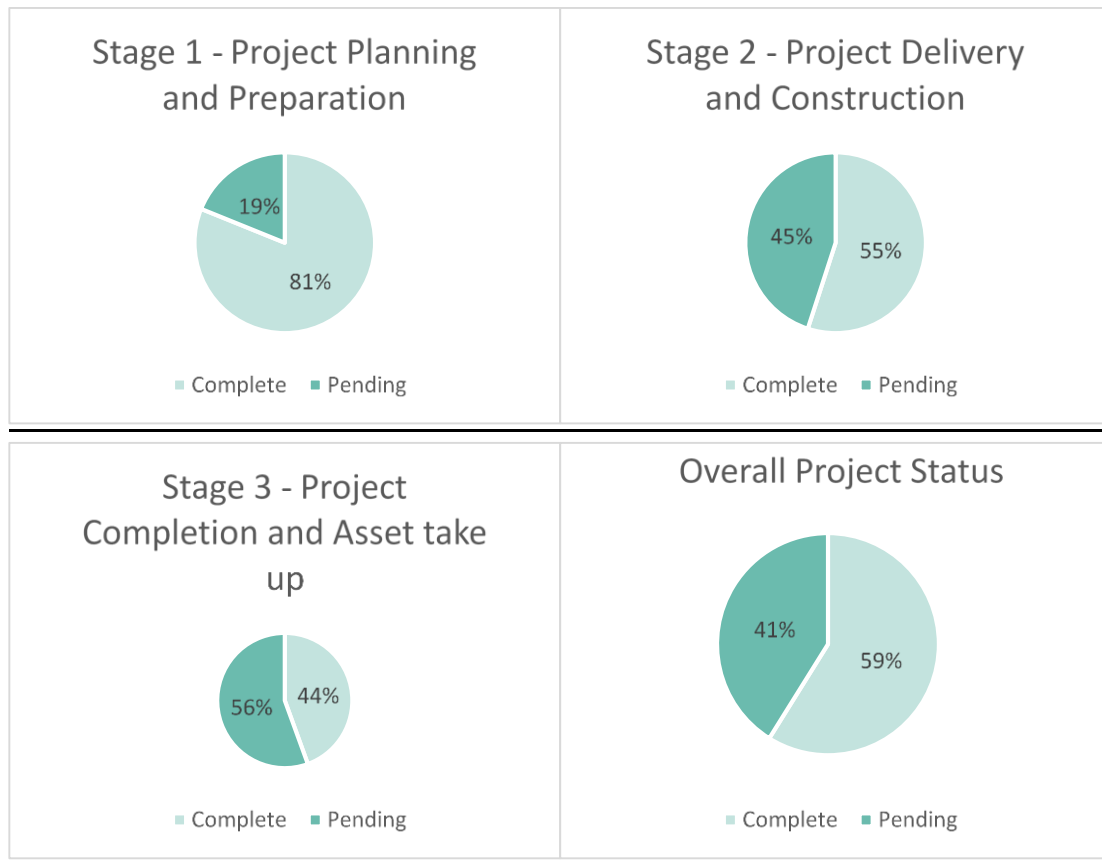 Stage 1 - Project Planning
and Preparation
19%
81%
Complete Pending
Stage 2 - Project Delivery
and Construction
45%
55%
Complete Pending
Stage 3 - Project
Completion and Asset take
up
56%
44%
Complete Pending
Overall Project Status
41%
59%
Complete Pending